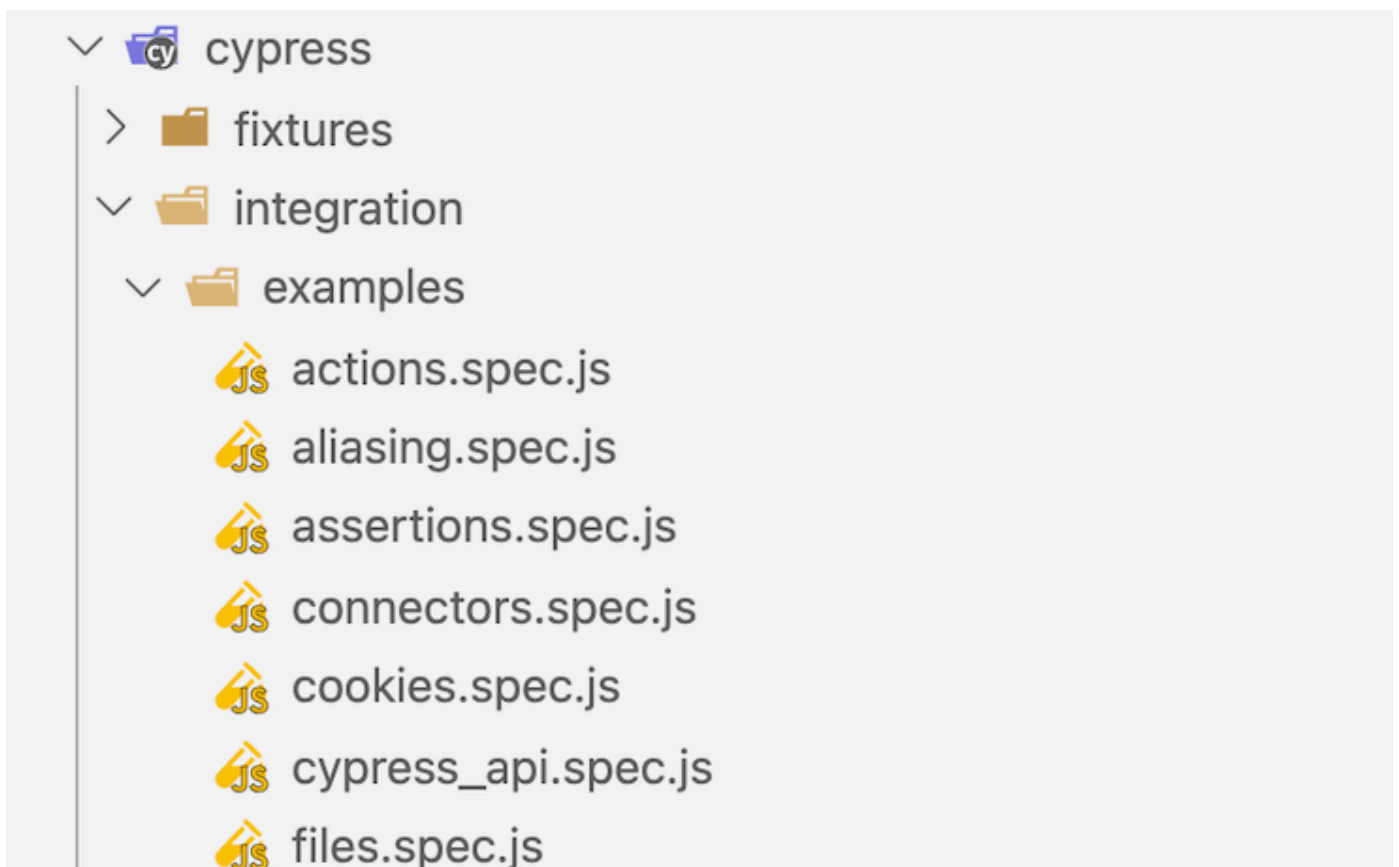 cypress
fixtures
integration
examples
actions.spec.js
aliasing.spec.js
assertions.spec.js
connectors.spec.js
cookies.spec.js
cypress_api.spec.js
files.spec.js